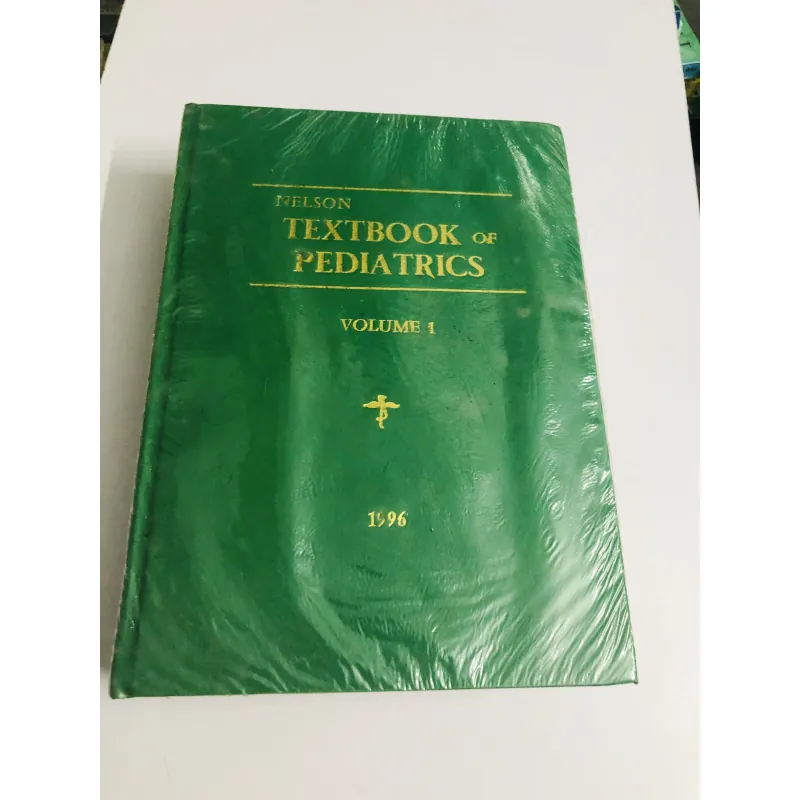 NELSON
TEXTBOOK OF
PEDIATRICS
VOLUME 1
1996